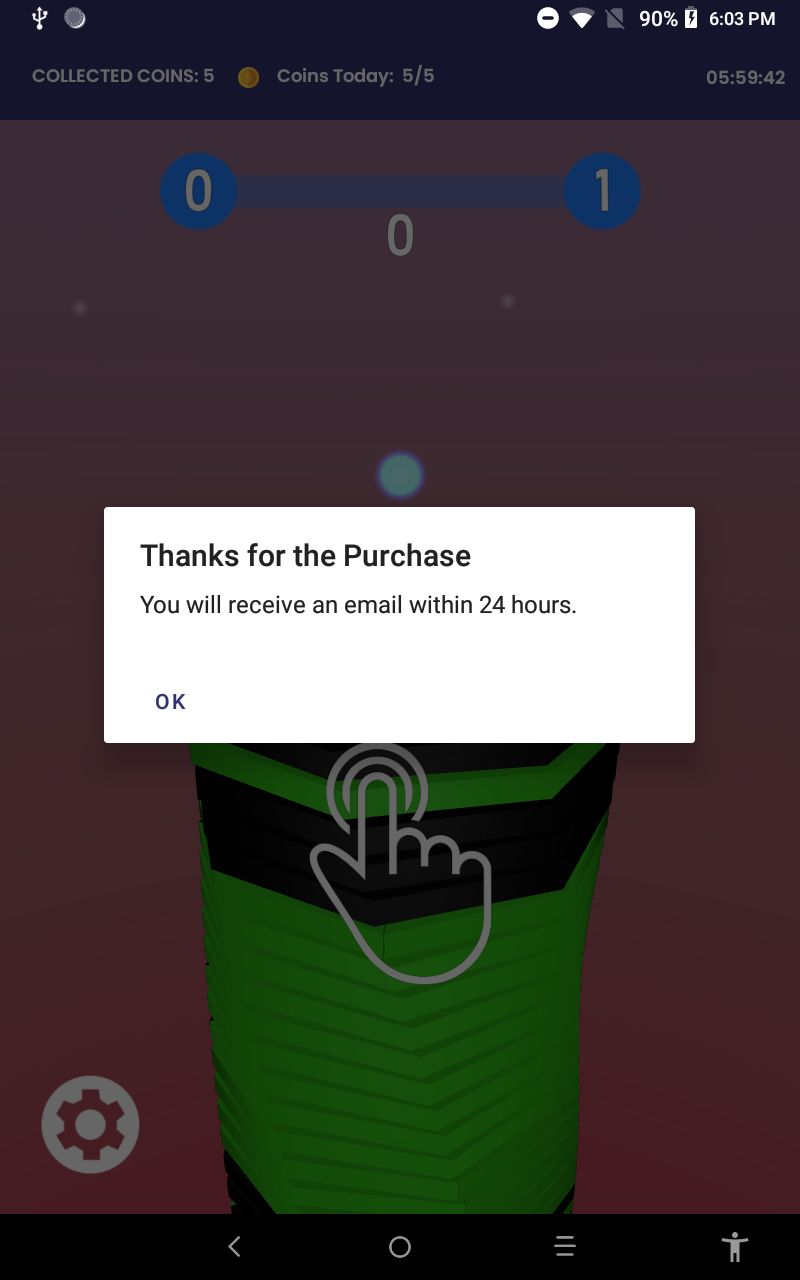 90% 6:03 PM
COLLECTED COINS: 5 Coins Today: 5/5 05:59:42
0 1
0
Thanks for the Purchase
You will receive an email within 24 hours.
OK